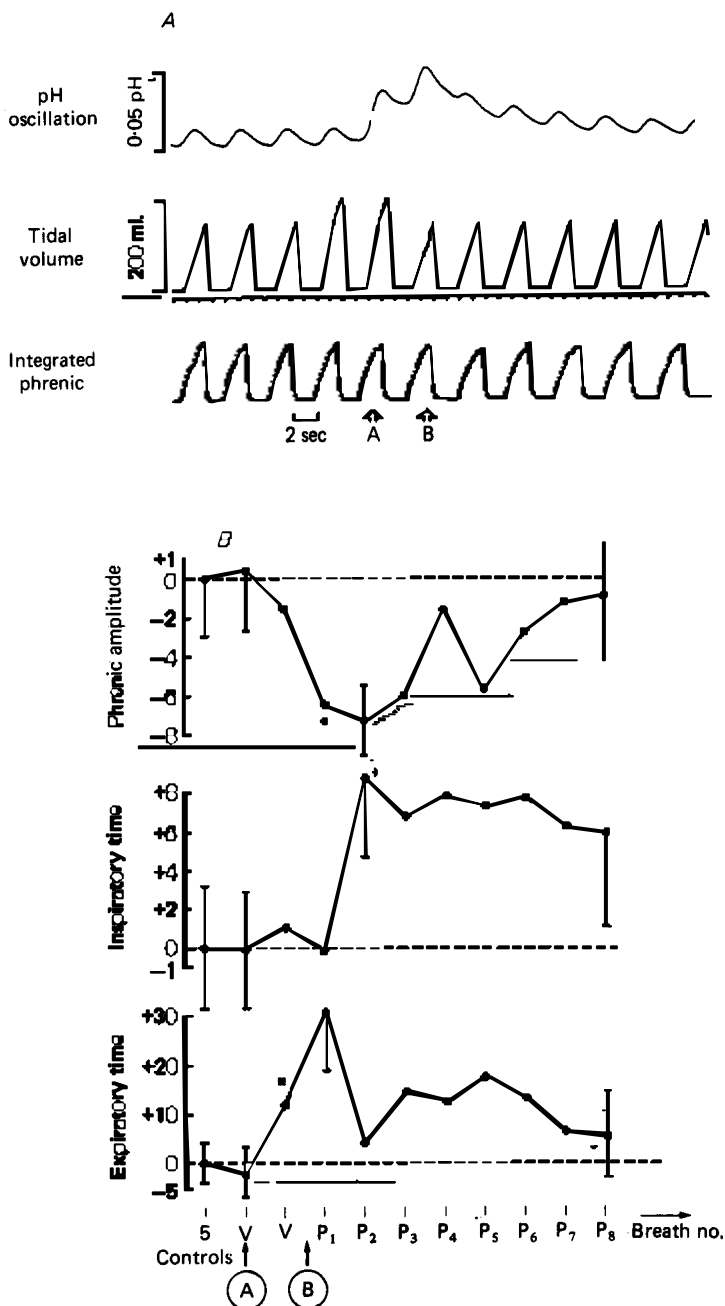 A
pH
oscillation
0·05 pH
Tidal
volume
200 ml.
Integrated
phrenic
2 sec
A
B
B
Phronic amplitude
+1
0
−2
−4
−6
−8
Inspiratory time
+8
+6
+4
+2
0
−1
Expiratory time
+30
+20
+10
0
−5
5 V V P1 P2 P3 P4 P5 P6 P7 P8 Breath no.
Controls
A
B